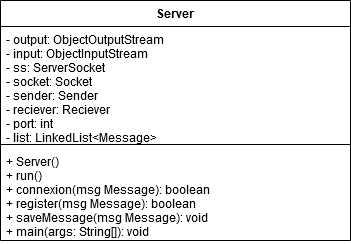 Server
- output: ObjectOutputStream
- input: ObjectInputStream
- ss: ServerSocket
- socket: Socket
- sender: Sender
- reciever: Reciever
- port: int
- list: LinkedList<Message>
+ Server()
+ run()
+ connexion(msg Message): boolean
+ register(msg Message): boolean
+ saveMessage(msg Message): void
+ main(args: String[]): void